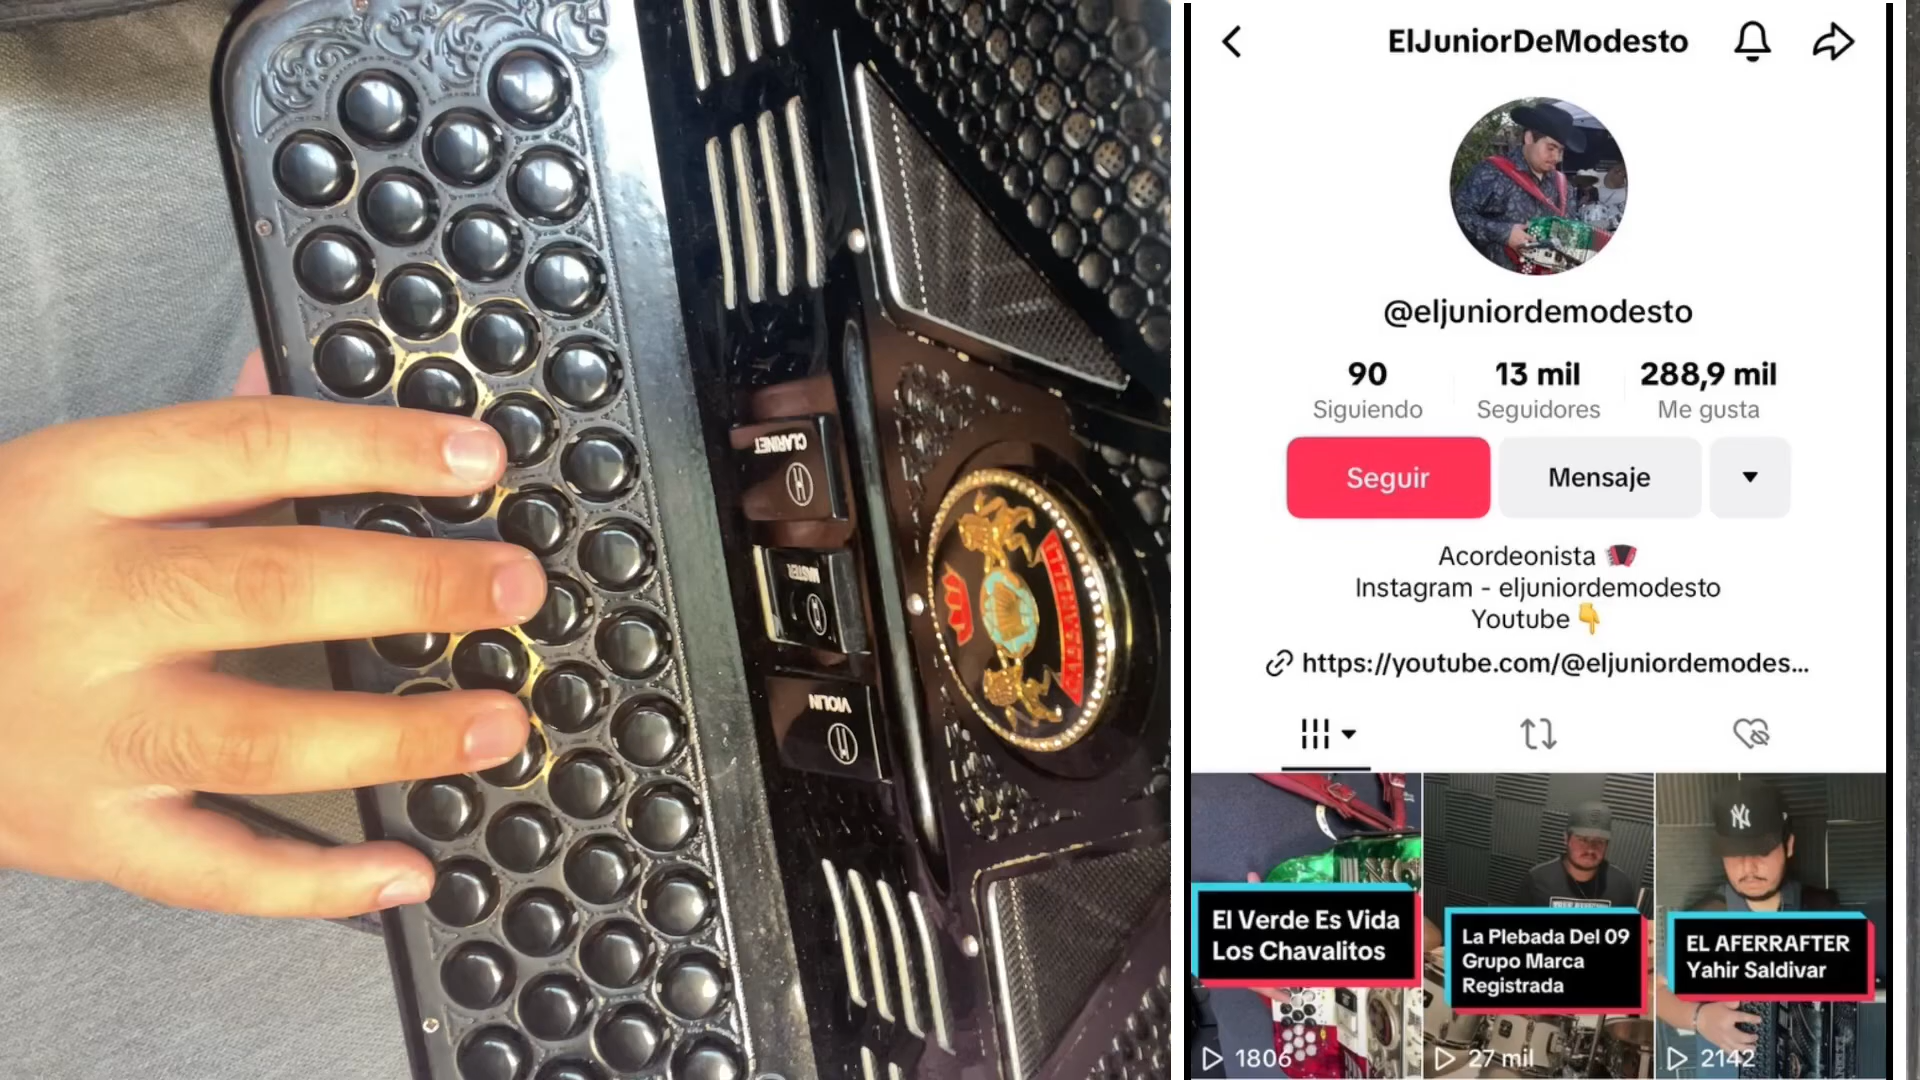 CLARINET
MASTER
VIOLIN
GABBANELLI
ElJuniorDeModesto
@eljuniordemodesto
90
Siguiendo
13 mil
Seguidores
288,9 mil
Me gusta
Seguir
Mensaje
Acordeonista
Instagram - eljuniordemodesto
Youtube
https://youtube.com/@eljuniordemodes...
El Verde Es Vida
Los Chavalitos
1806
La Plebada Del 09
Grupo Marca
Registrada
27 mil
NY
EL AFERRAFTER
Yahir Saldivar
2142